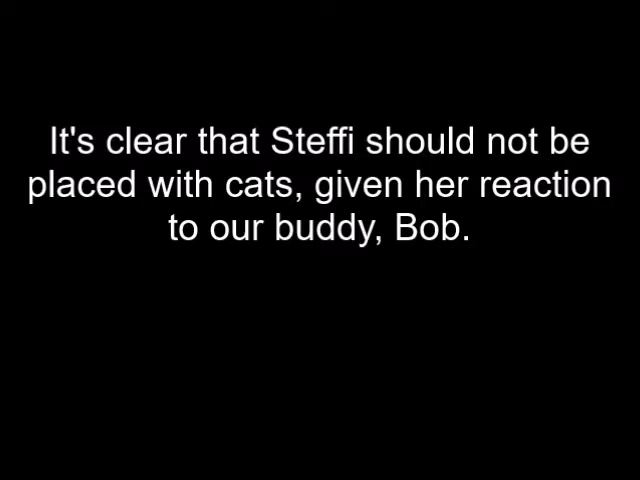 It's clear that Steffi should not be
placed with cats, given her reaction
to our buddy, Bob.